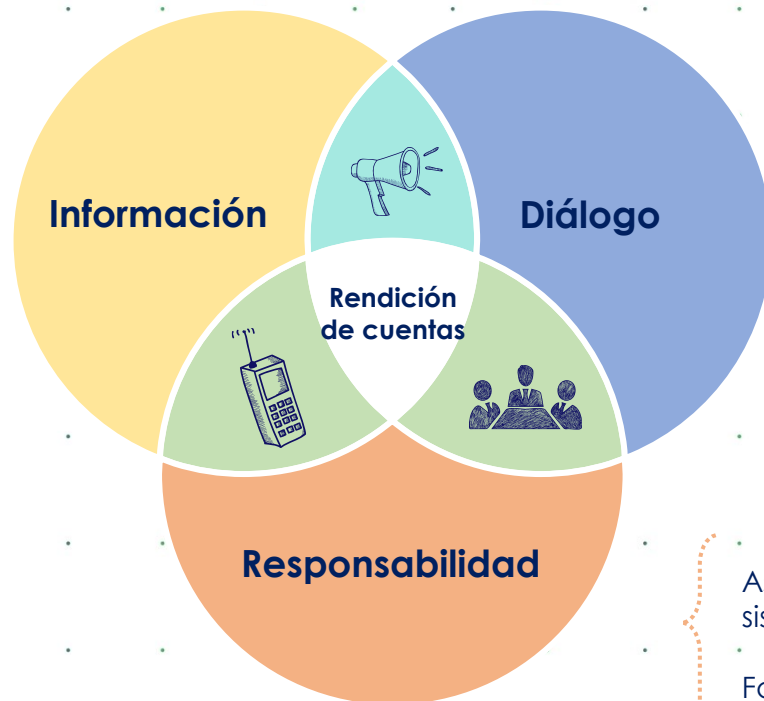 Información
Diálogo
Rendición
de cuentas
Responsabilidad